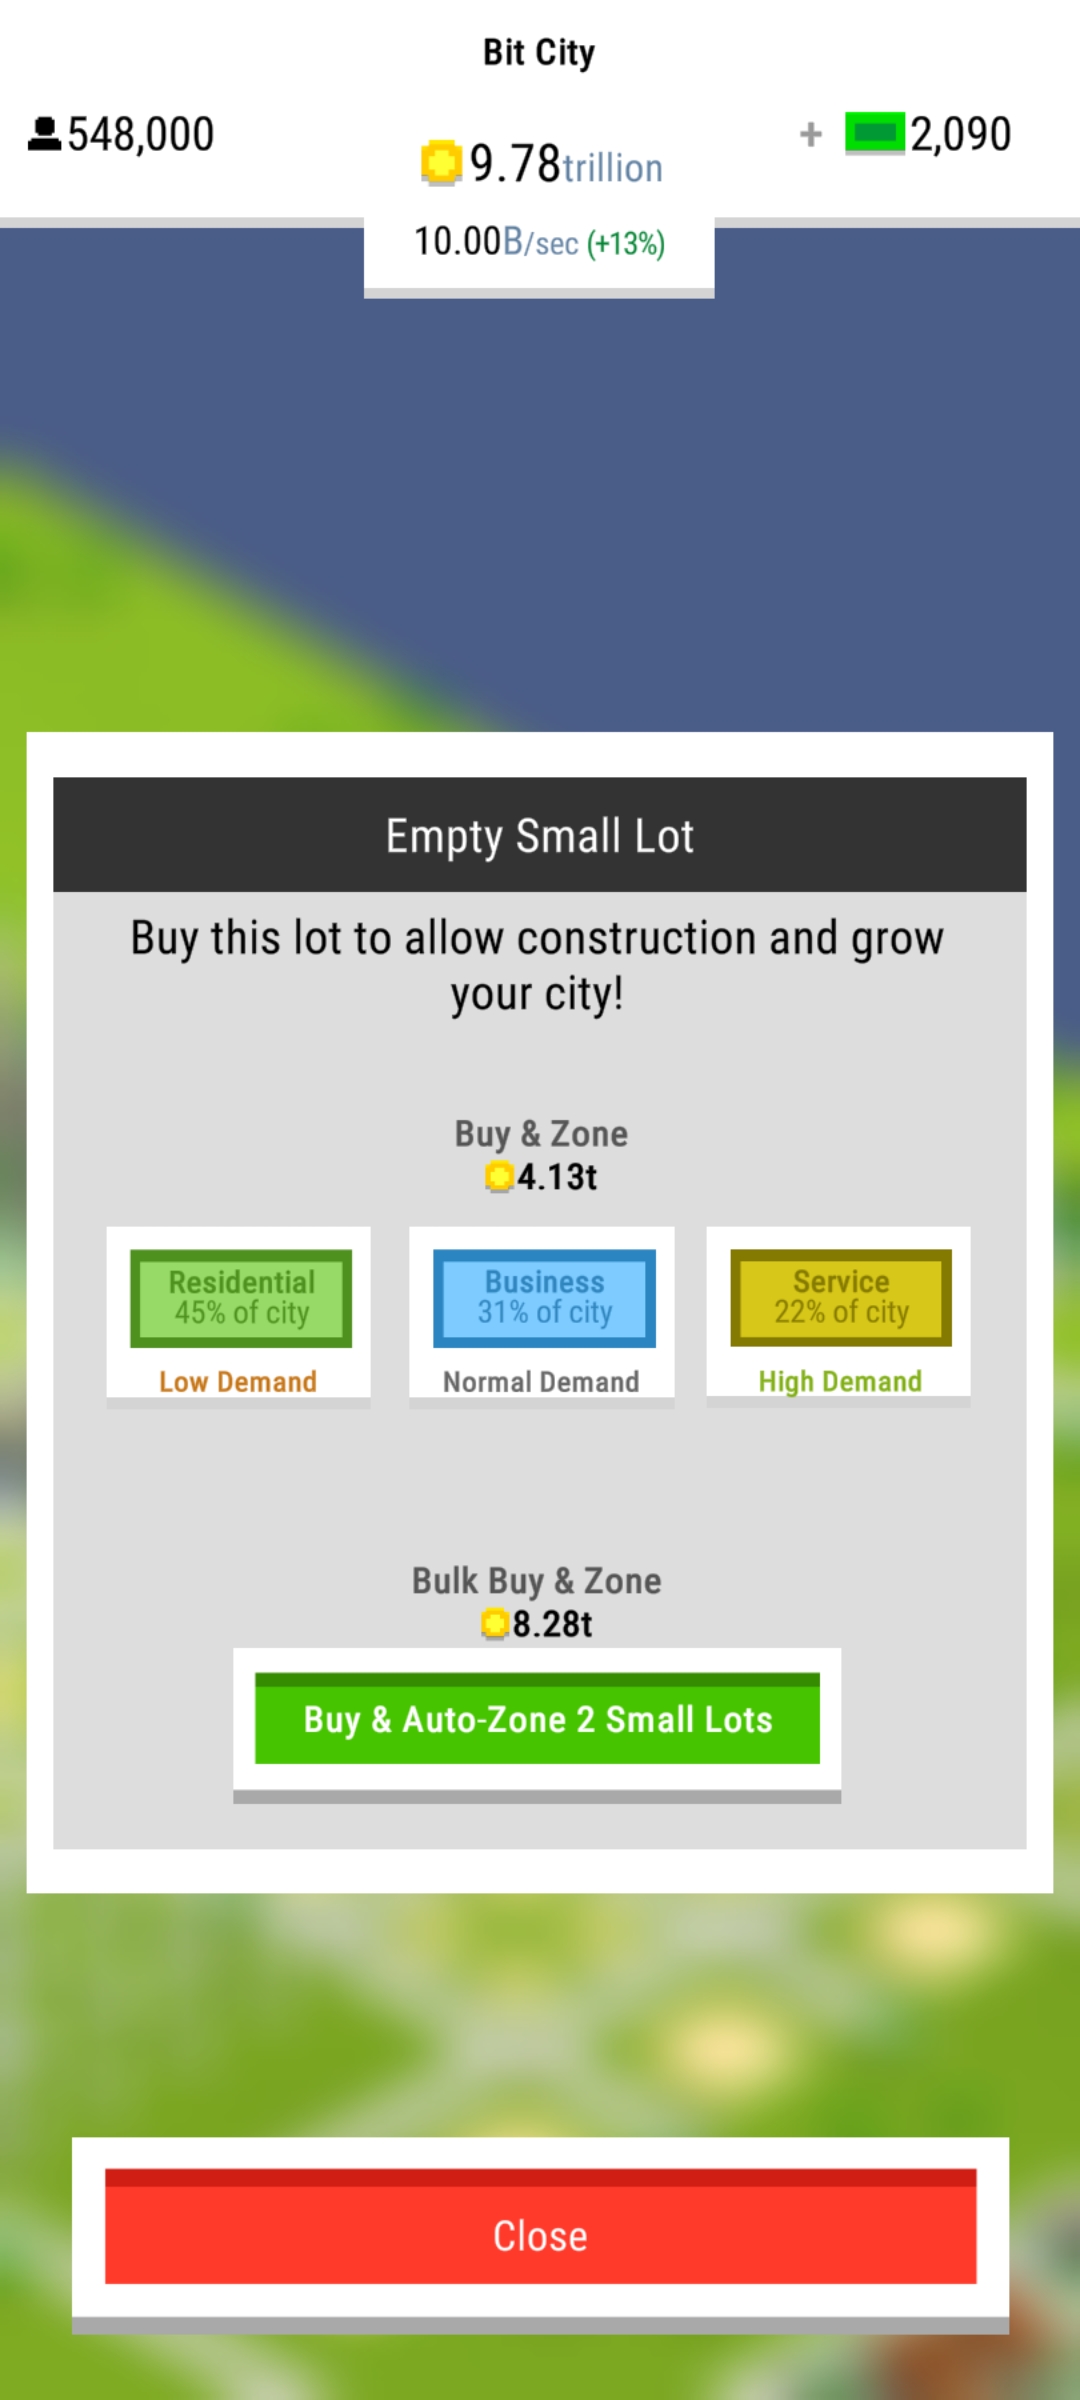 Bit City
548,000
9.78trillion
+ 2,090
10.00B/sec (+13%)
Empty Small Lot
Buy this lot to allow construction and grow
your city!
Buy & Zone
4.13t
Residential
45% of city
Low Demand
Business
31% of city
Normal Demand
Service
22% of city
High Demand
Bulk Buy & Zone
8.28t
Buy & Auto-Zone 2 Small Lots
Close